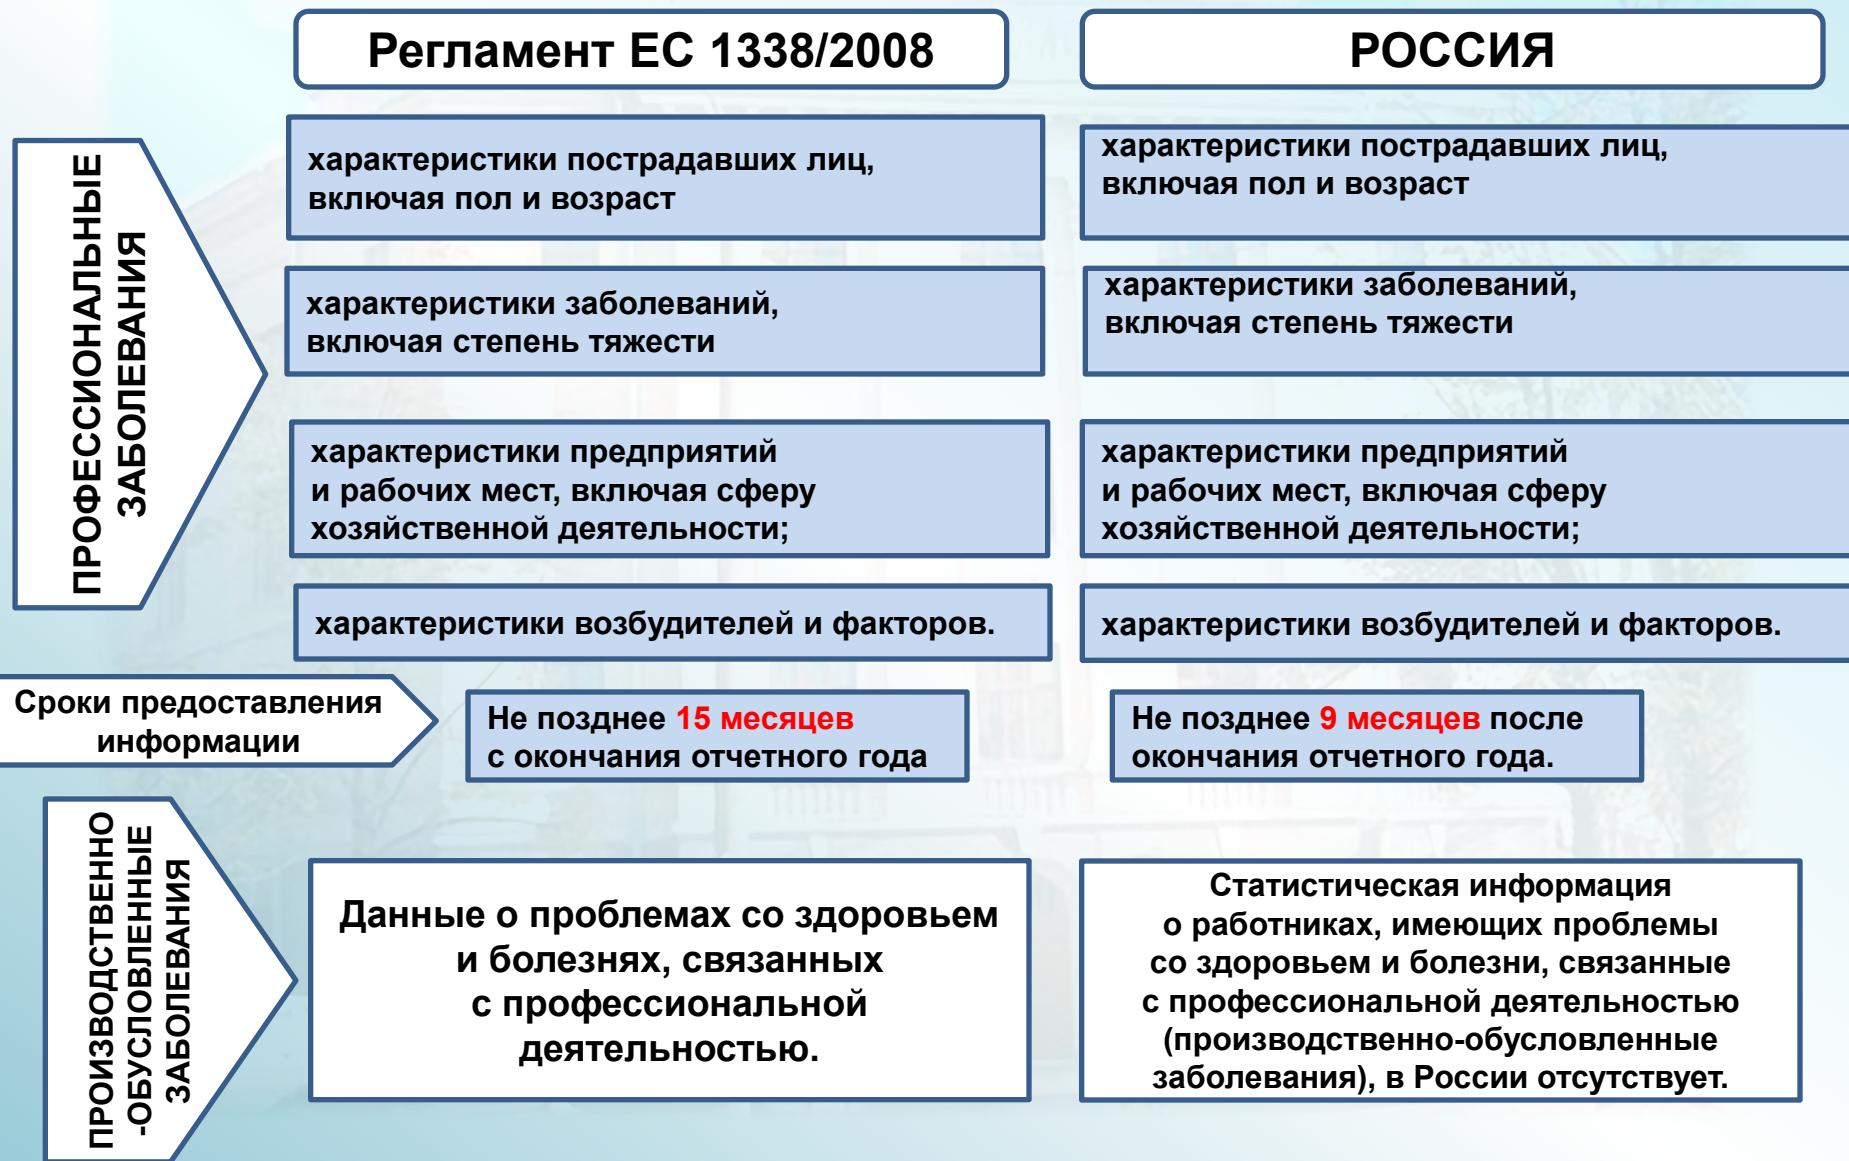 Регламент ЕС 1338/2008
РОССИЯ
ПРОФЕССИОНАЛЬНЫЕ
ЗАБОЛЕВАНИЯ
характеристики пострадавших лиц,
включая пол и возраст
характеристики пострадавших лиц,
включая пол и возраст
характеристики заболеваний,
включая степень тяжести
характеристики заболеваний,
включая степень тяжести
характеристики предприятий
и рабочих мест, включая сферу
хозяйственной деятельности;
характеристики предприятий
и рабочих мест, включая сферу
хозяйственной деятельности;
характеристики возбудителей и факторов.
характеристики возбудителей и факторов.
Сроки предоставления
информации
Не позднее 15 месяцев
с окончания отчетного года
Не позднее 9 месяцев после
окончания отчетного года.
ПРОИЗВОДСТВЕННО
-ОБУСЛОВЛЕННЫЕ
ЗАБОЛЕВАНИЯ
Данные о проблемах со здоровьем
и болезнях, связанных
с профессиональной
деятельностью.
Статистическая информация
о работниках, имеющих проблемы
со здоровьем и болезни, связанные
с профессиональной деятельностью
(производственно-обусловленные
заболевания), в России отсутствует.